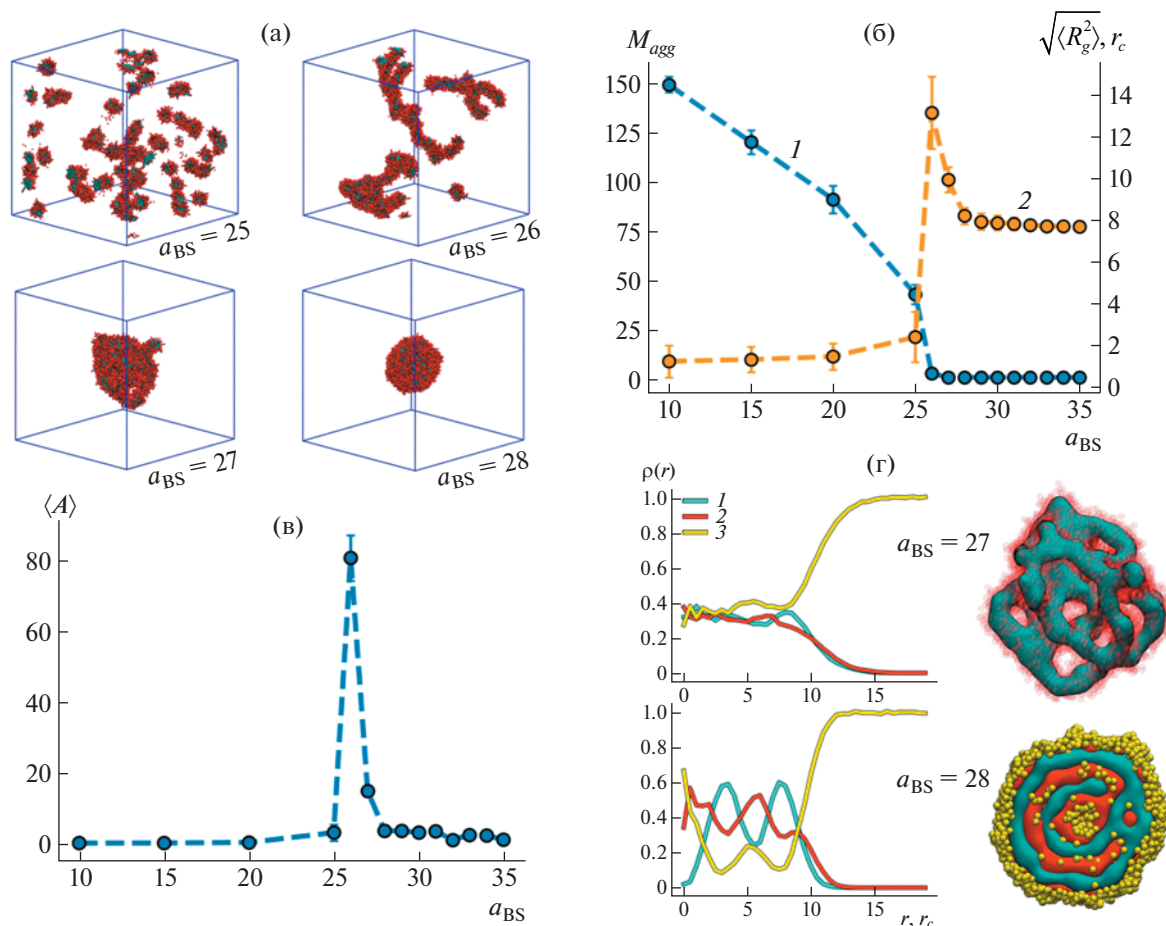 (а)
a_BS = 25
a_BS = 26
a_BS = 27
a_BS = 28
(б)
M_agg
√⟨R_g^2⟩, r_c
150
125
100
75
50
25
0
14
12
10
8
6
4
2
0
1
2
10 15 20 25 30 35
a_BS
(в)
⟨A⟩
80
60
40
20
0
10 15 20 25 30 35
a_BS
(г)
ρ(r)
1.0
0.8
0.6
0.4
0.2
0
1
2
3
a_BS = 27
0 5 10 15
1.0
0.8
0.6
0.4
0.2
0
a_BS = 28
0 5 10 15
r, r_c